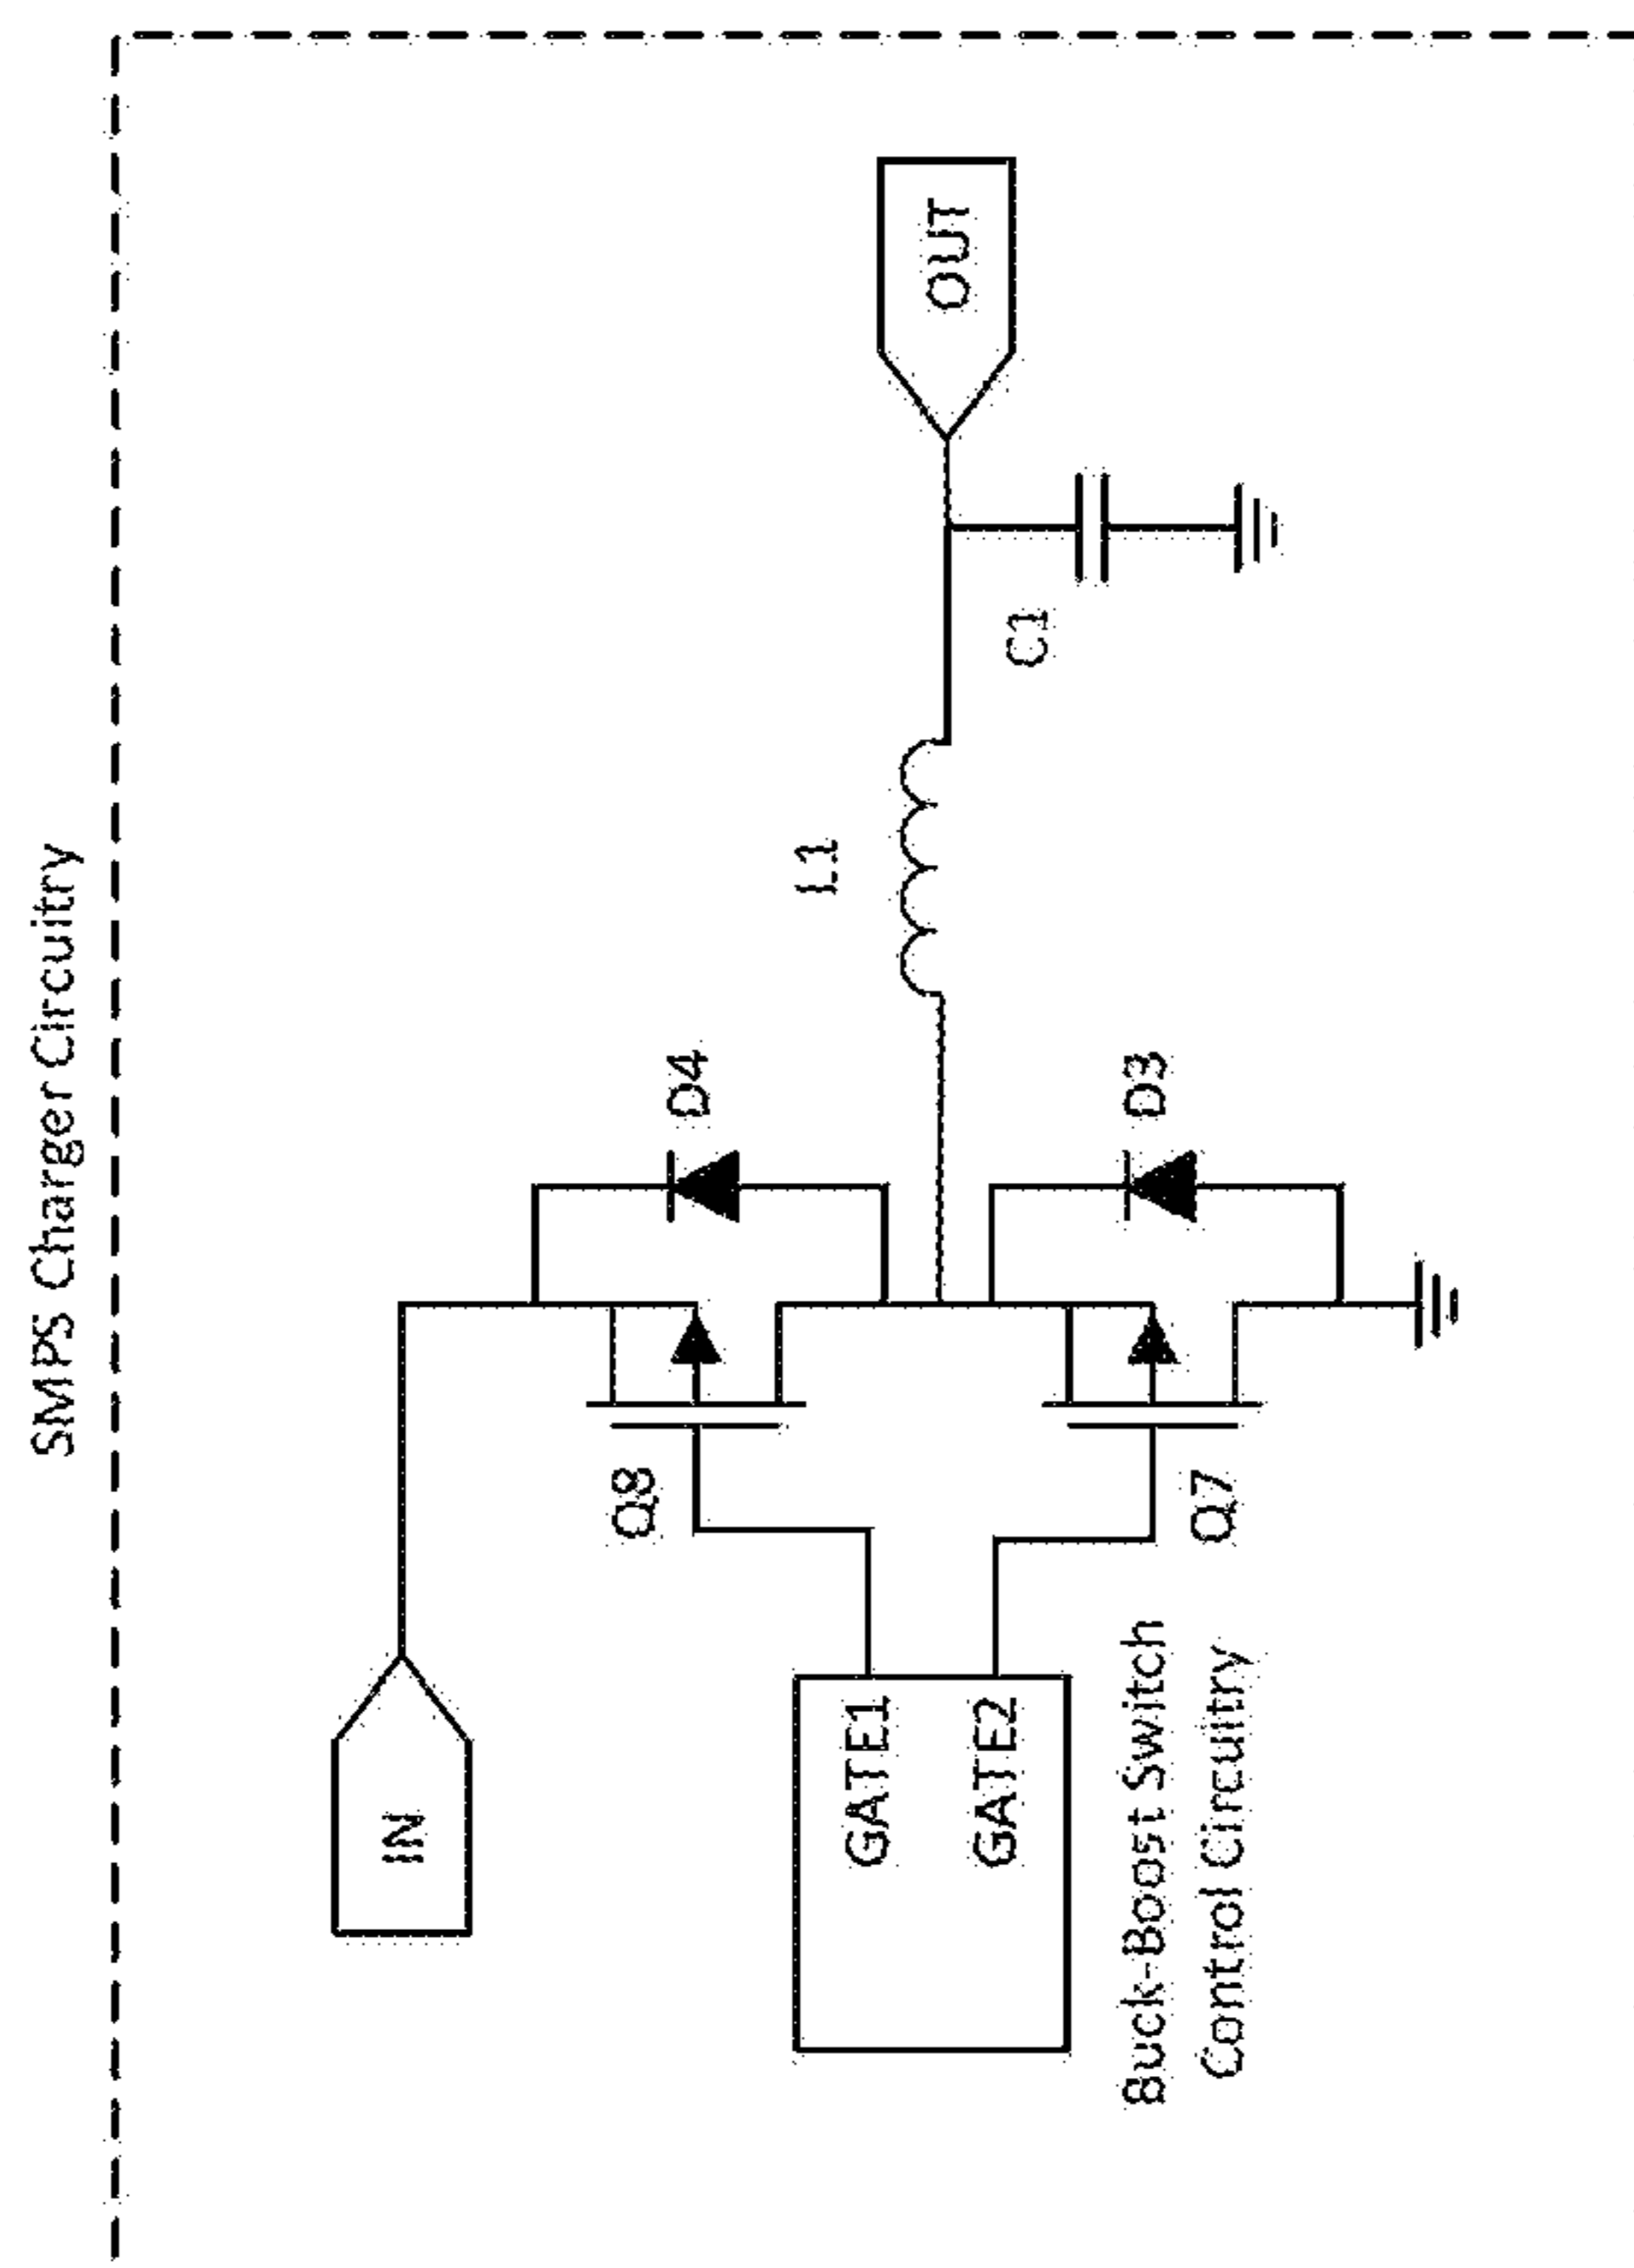 SMPS Charger Circuitry
IN
Q8
D4
L1
OUT
GATE1
GATE2
C1
Q7
D3
Buck-Boost Switch
Control Circuitry